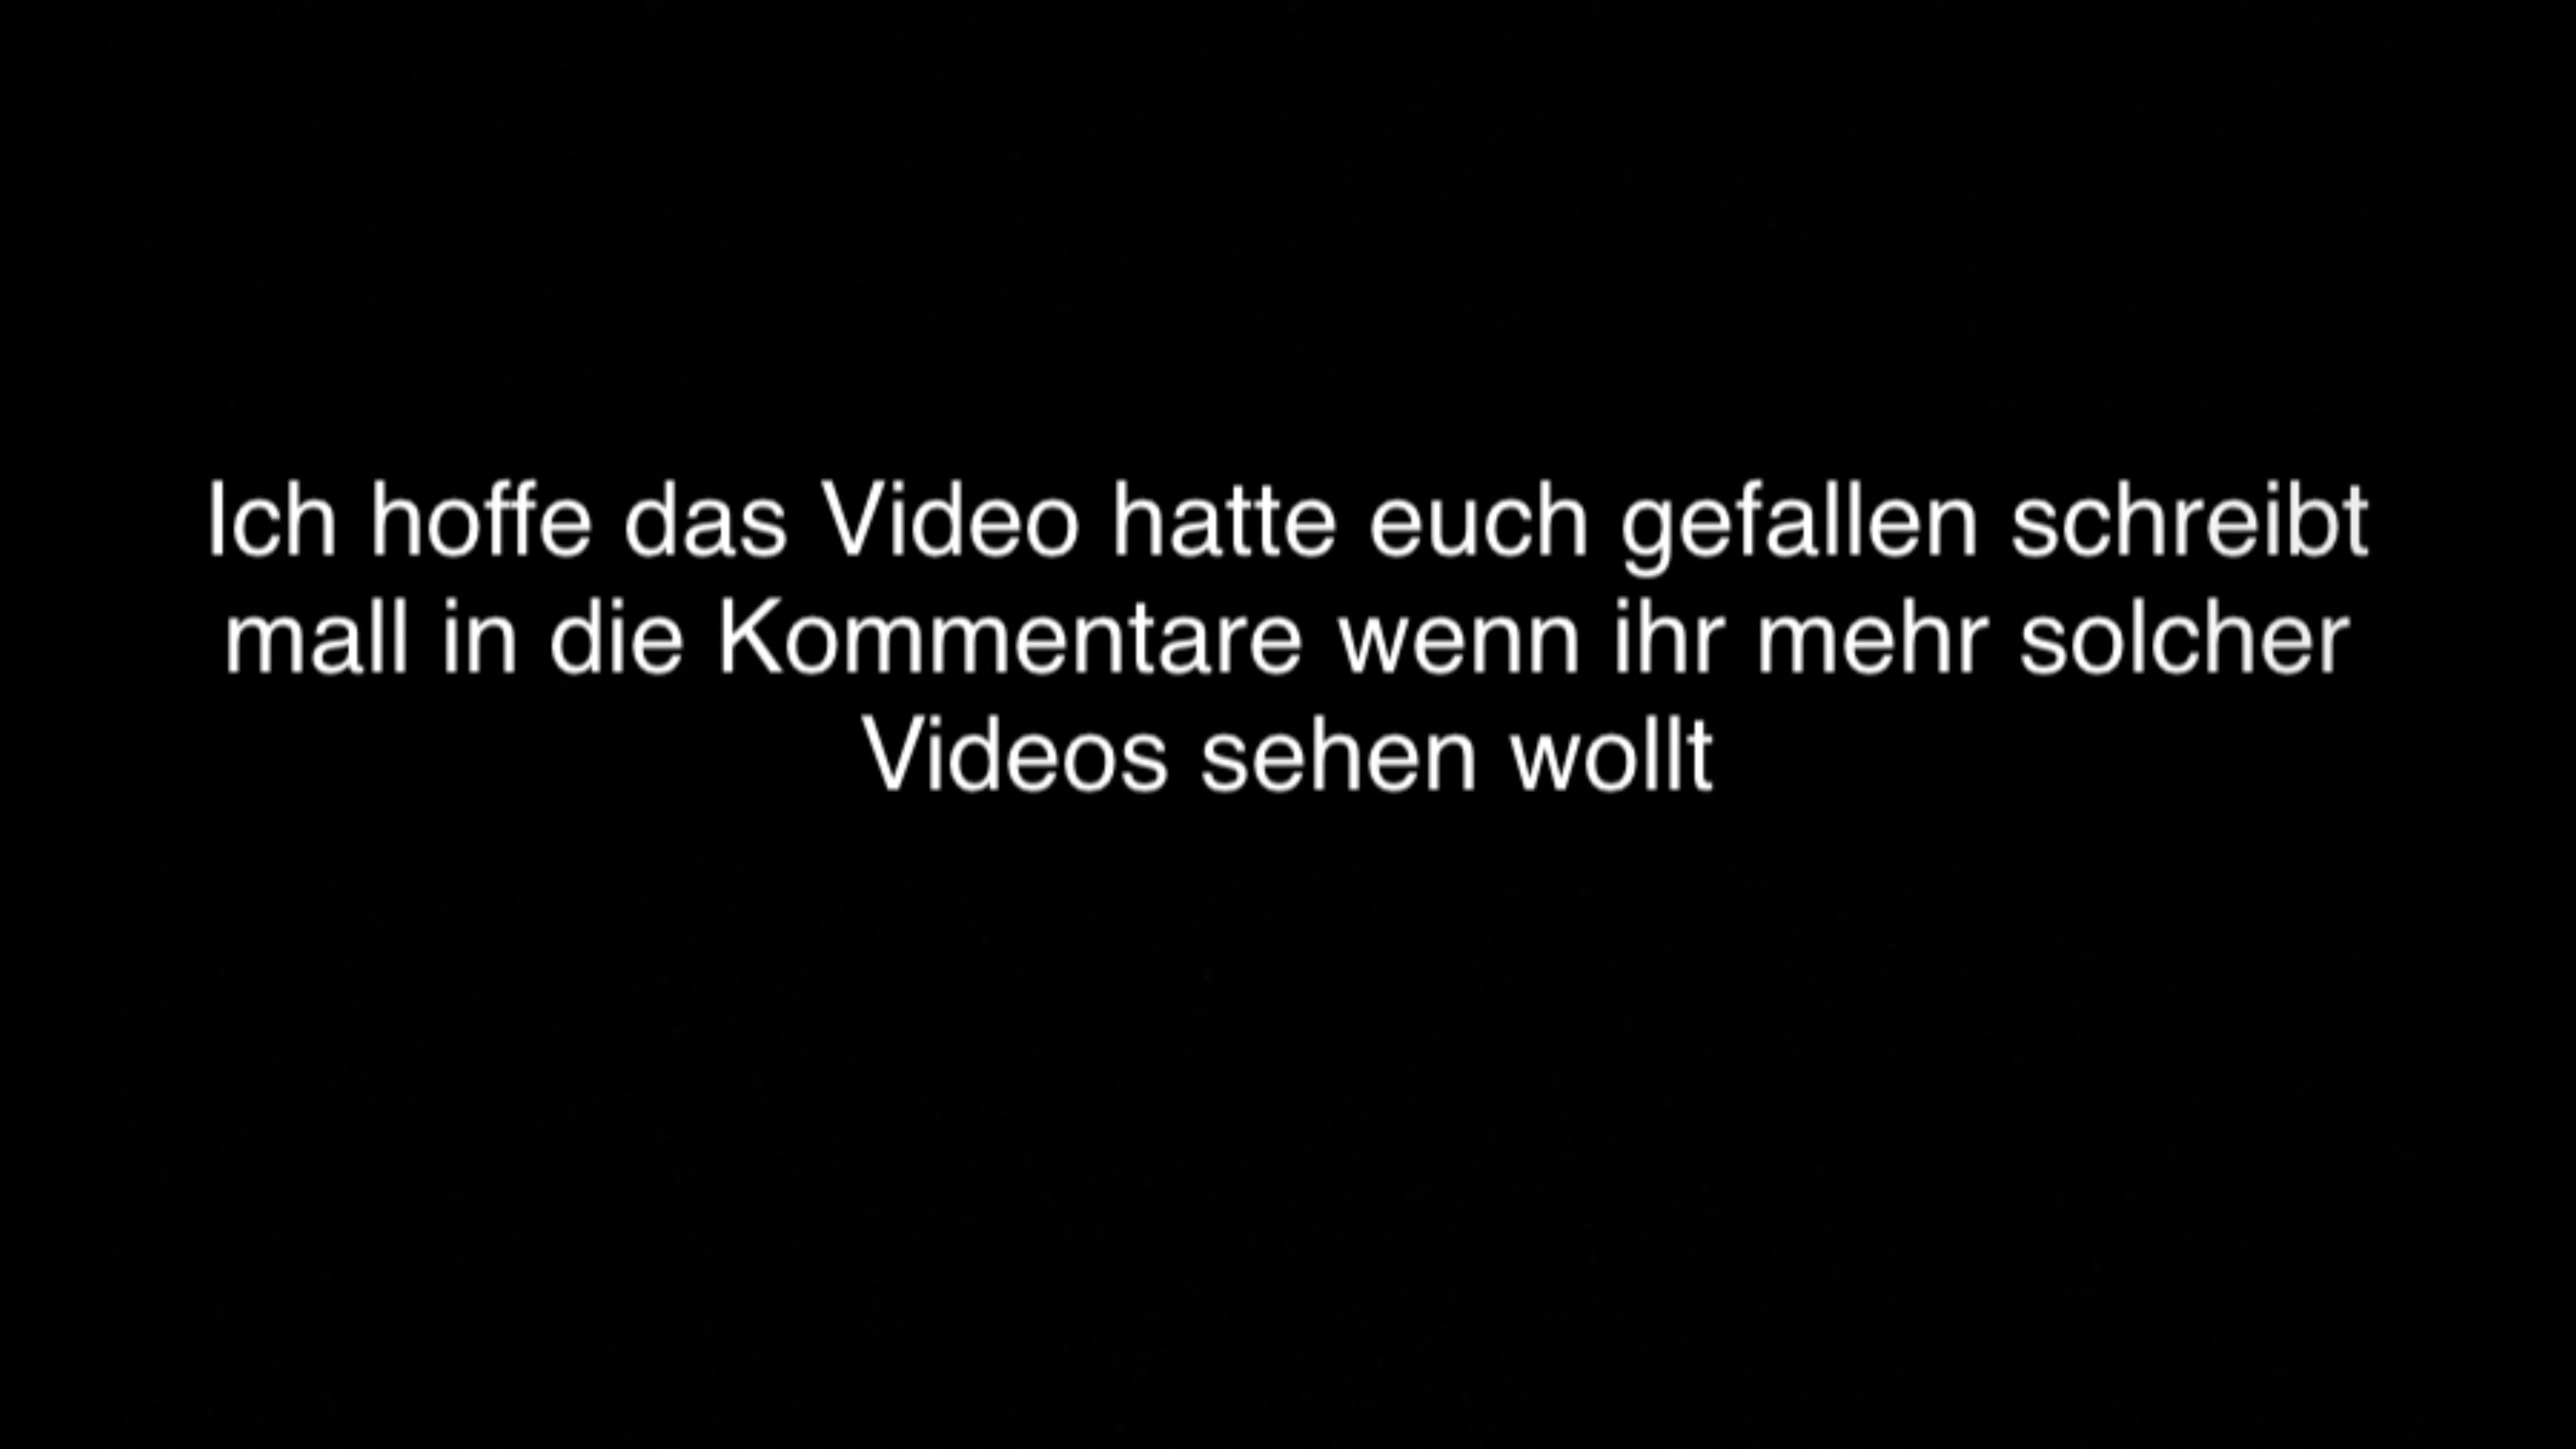 Ich hoffe das Video hatte euch gefallen schreibt
mall in die Kommentare wenn ihr mehr solcher
Videos sehen wollt